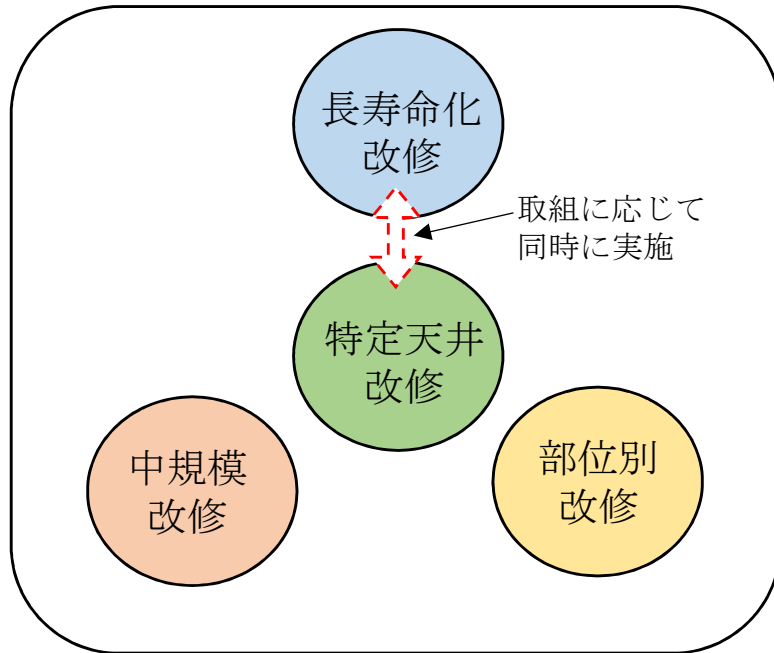 長寿命化
改修
取組に応じて
同時に実施
特定天井
改修
中規模
改修
部位別
改修